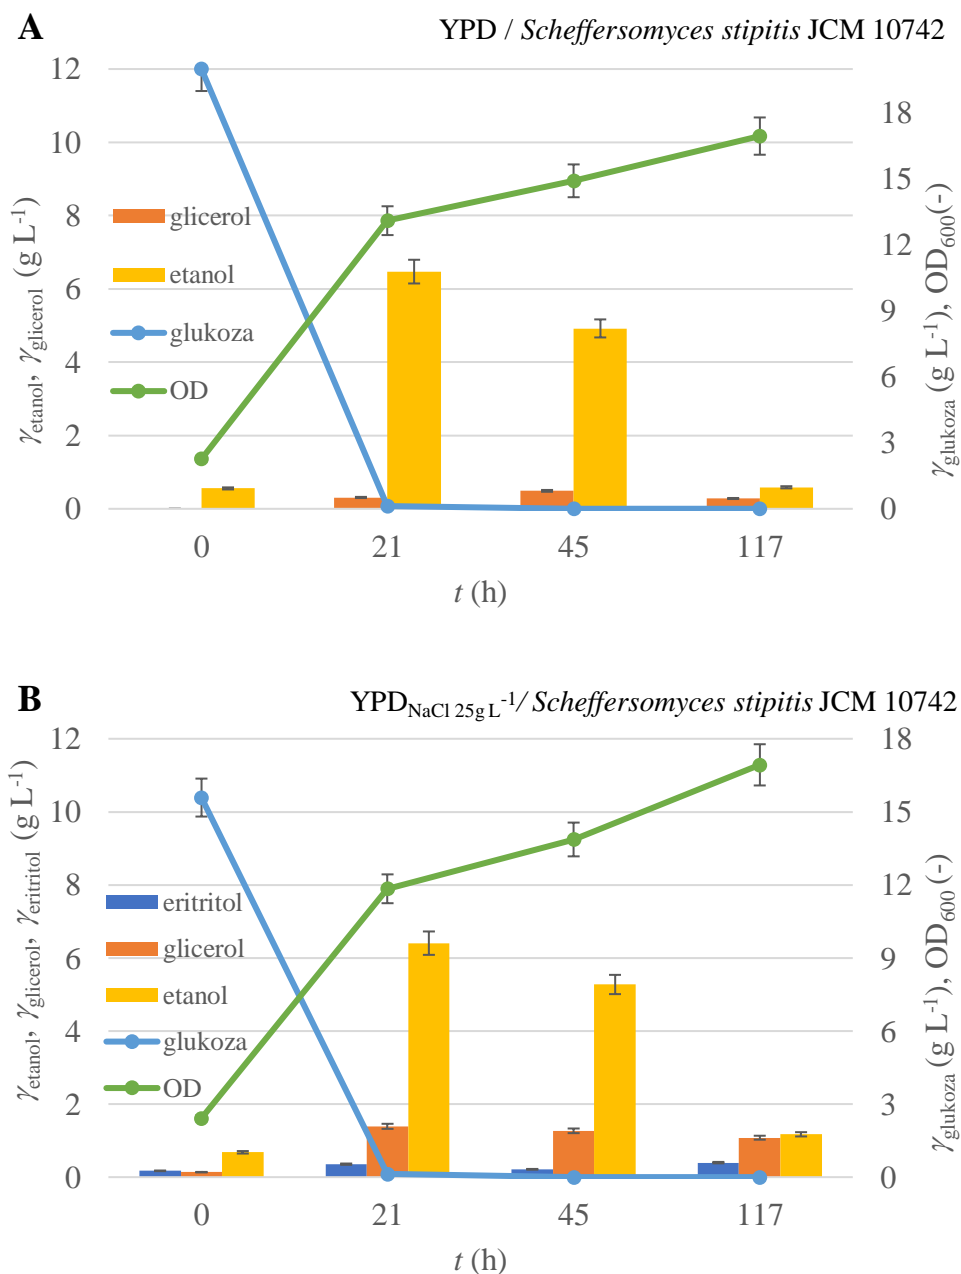 A
YPD / Scheffersomyces stipitis JCM 10742
γetanol, γglicerol (g L-1)
12
10
8
6
4
2
0
glicerol
etanol
glukoza
OD
18
15
12
9
6
3
0
γglukoza (g L-1), OD600(-)
0 21 45 117
t (h)
B
YPDNaCl 25g L-1/ Scheffersomyces stipitis JCM 10742
γetanol, γglicerol, γeritritol (g L-1)
12
10
8
6
4
2
0
eritritol
glicerol
etanol
glukoza
OD
18
15
12
9
6
3
0
γglukoza (g L-1), OD600 (-)
0 21 45 117
t (h)